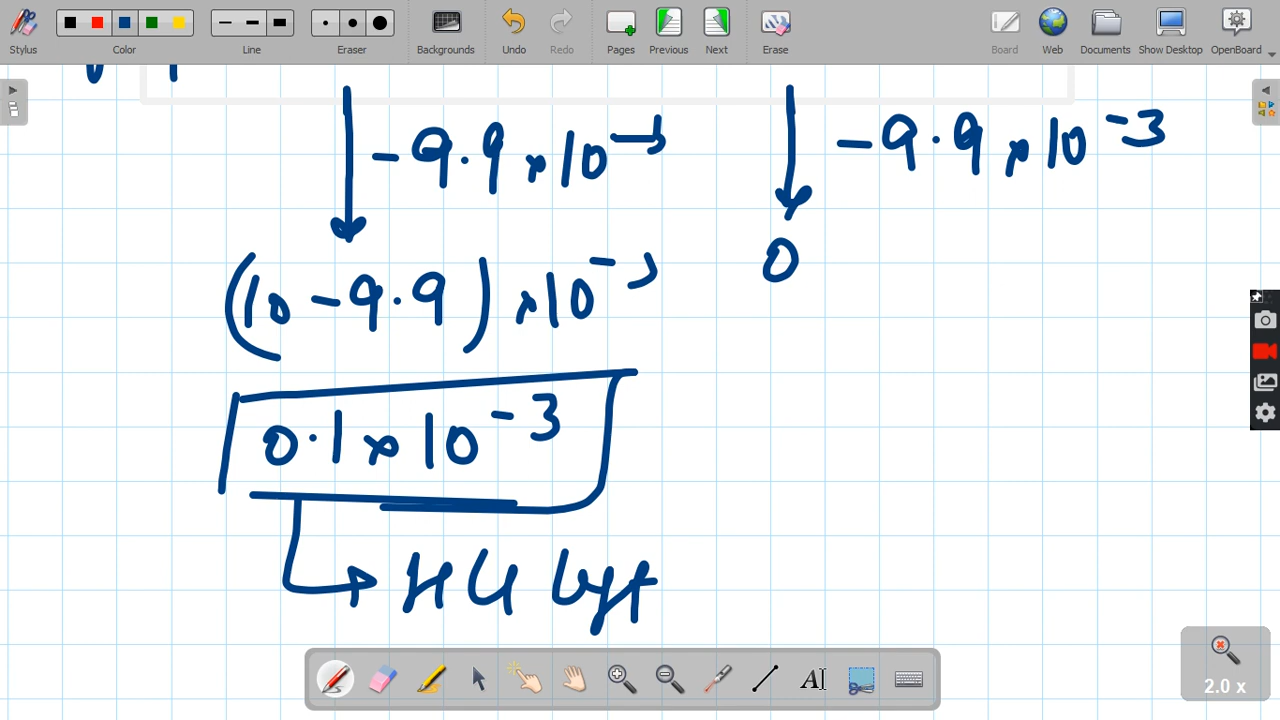 Stylus Color Line Eraser Backgrounds Undo Redo Pages Previous Next Erase Board Web Documents Show Desktop OpenBoard
- 9.9 x 10⁻³ - 9.9 x 10⁻³
(10 - 9.9) x 10⁻³ 0
0.1 x 10⁻³
HCl left
2.0 x